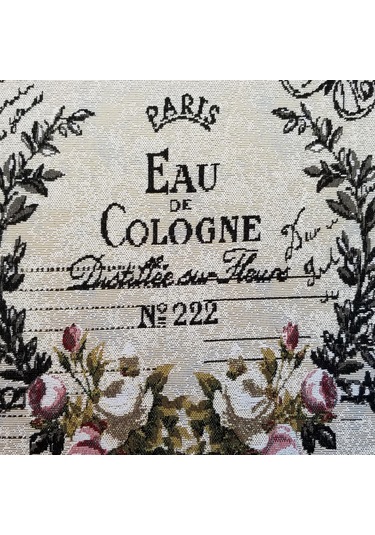 PARIS
EAU
DE
COLOGNE
Distillée sur Fleurs
Nº 222